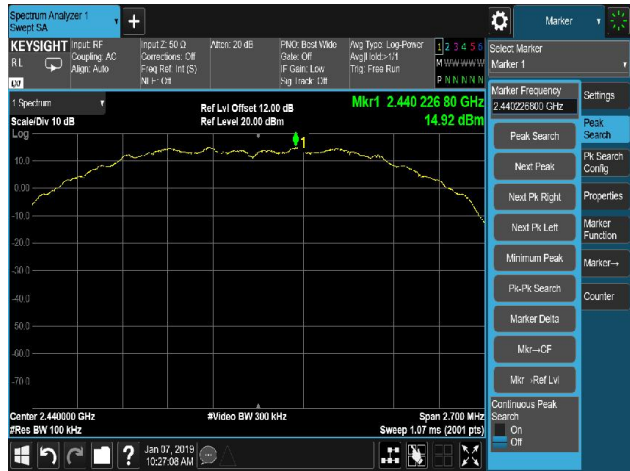 Spectrum Analyzer 1
Swept SA
Marker
KEYSIGHT Input: RF Input Z: 50 Ω Atten: 20 dB PNO: Best Wide Avg Type: Log-Power 1 2 3 4 5 6
RL Coupling: AC Corrections: Off Gate: Off Avg|Hold:>1/1 M W W W W W
Align: Auto Freq Ref: Int (S) IF Gain: Low Trig: Free Run
NFE: Off Sig Track: Off P N N N N N
Select Marker
Marker 1
1 Spectrum
Scale/Div 10 dB
Ref Lvl Offset 12.00 dB
Ref Level 20.00 dBm
Mkr1 2.440 226 80 GHz
14.92 dBm
Log
10.0
0.00
-10.0
-20.0
-30.0
-40.0
-50.0
-60.0
-70.0
1
Center 2.440000 GHz #Video BW 300 kHz Span 2.700 MHz
#Res BW 100 kHz Sweep 1.07 ms (2001 pts)
Jan 07, 2019
10:27:08 AM
Marker Frequency
2.440226800 GHz
Peak Search
Next Peak
Next Pk Right
Next Pk Left
Minimum Peak
Pk-Pk Search
Marker Delta
Mkr→CF
Mkr→Ref Lvl
Continuous Peak
Search
On
Off
Settings
Peak
Search
Pk Search
Config
Properties
Marker
Function
Marker→
Counter